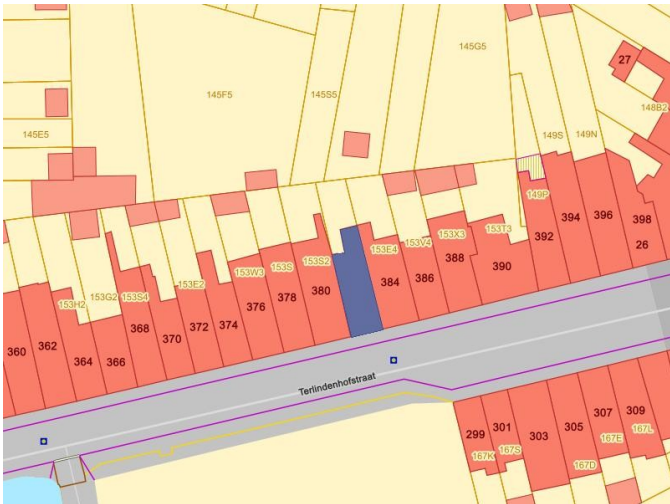 145G5
27
145F5
145S5
148B2
145E5
149S
149N
149P
394
396
398
26
392
153T3
153X3
153V4
153E4
153S2
153S
153W3
153E2
153S4
153G2
153H2
390
388
386
384
380
378
376
374
372
370
368
366
364
362
360
Terlindenhofstraat
299
301
303
305
307
309
167K
167S
167D
167E
167L